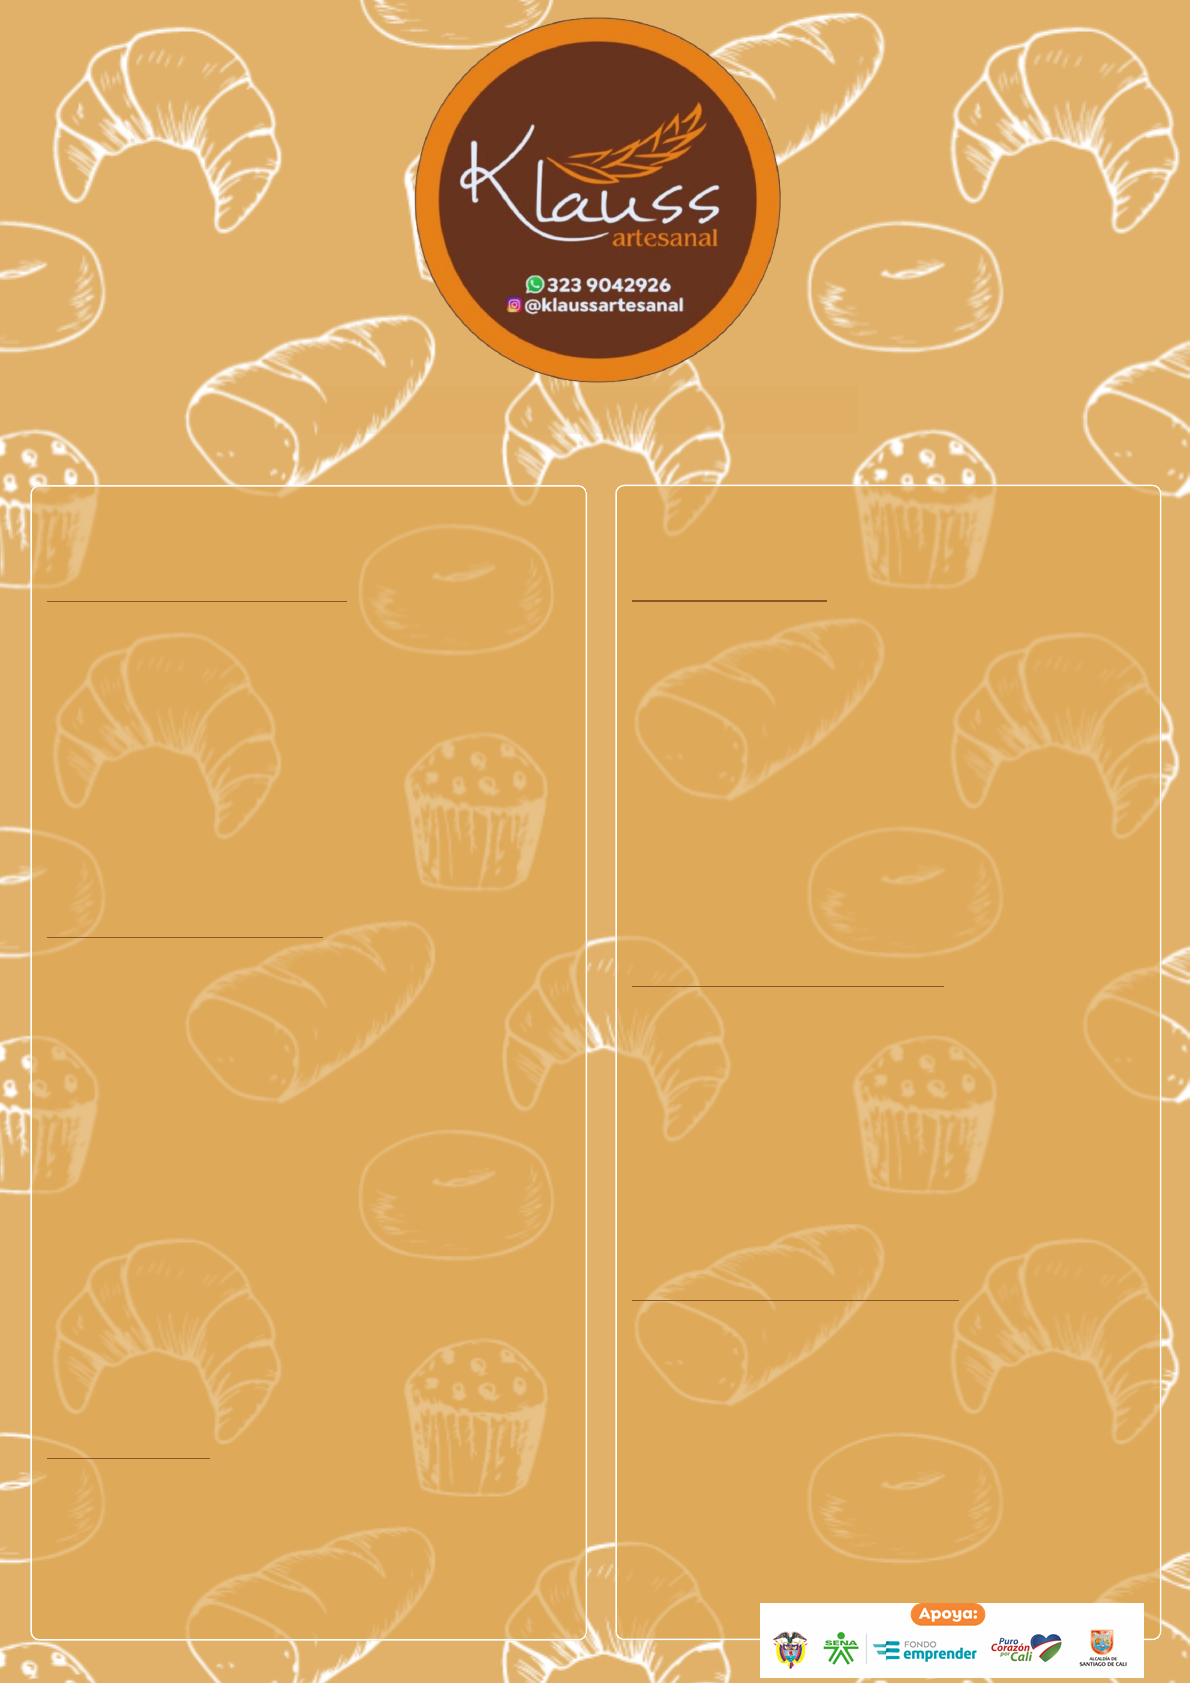 Klauss
artesanal
323 9042926
@klaussartesanal
Apoya:
SENA
FONDO
emprender
Puro
Corazón
por
Cali
ALCALDÍA DE
SANTIAGO DE CALI